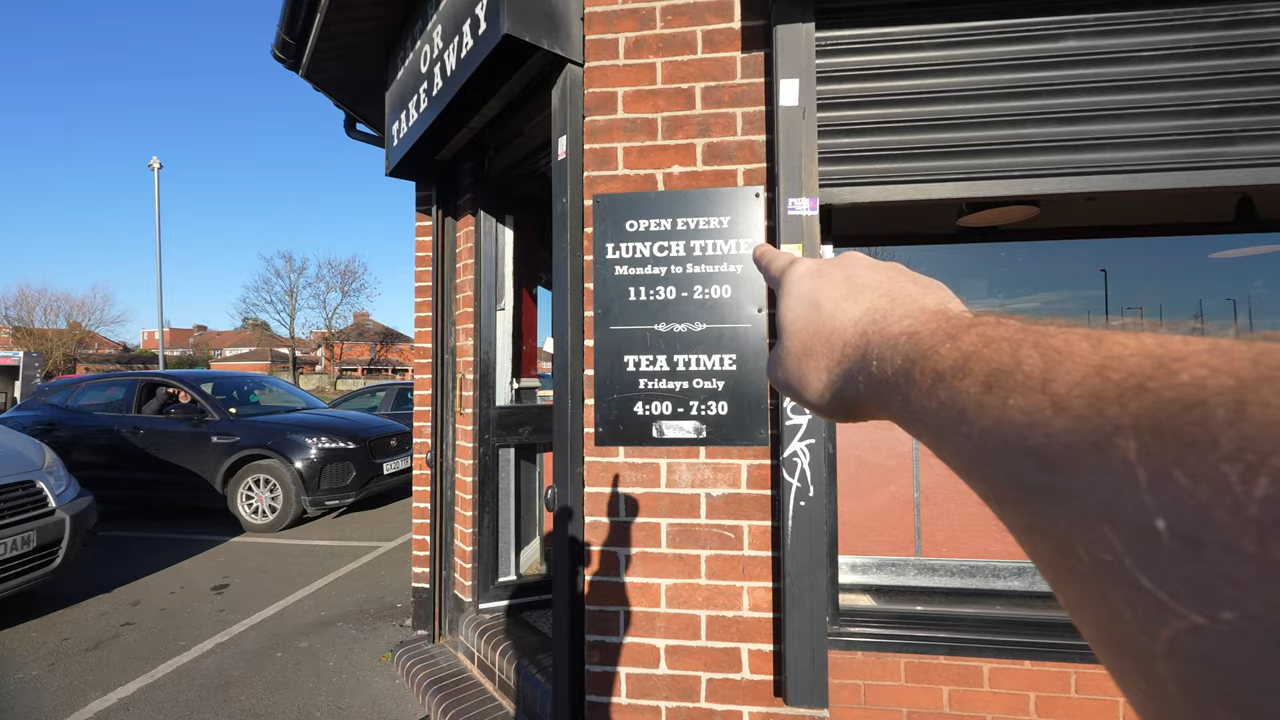 OR
TAKEAWAY
OPEN EVERY
LUNCH TIME
Monday to Saturday
11:30 - 2:00
TEA TIME
Fridays Only
4:00 - 7:30